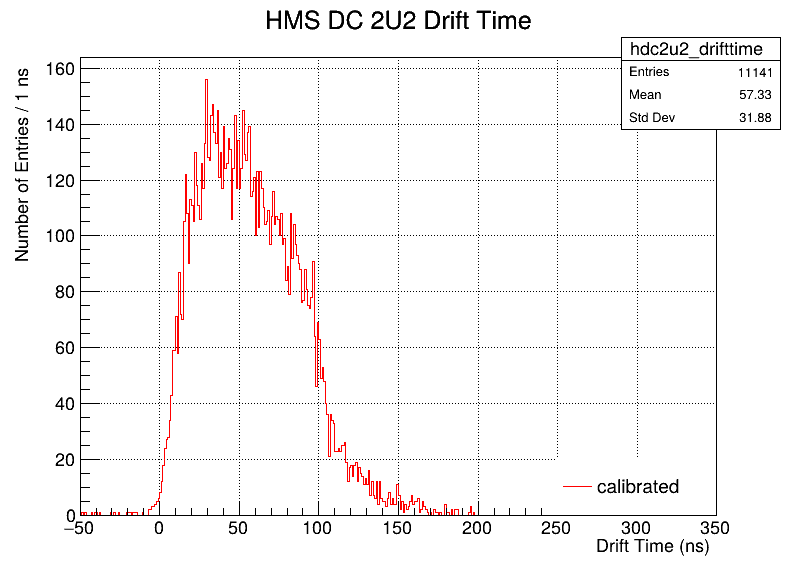 HMS DC 2U2 Drift Time
hdc2u2_drifttime
Entries 11141
Mean 57.33
Std Dev 31.88
Number of Entries / 1 ns
160
140
120
100
80
60
40
20
0
calibrated
−50 0 50 100 150 200 250 300 350
Drift Time (ns)